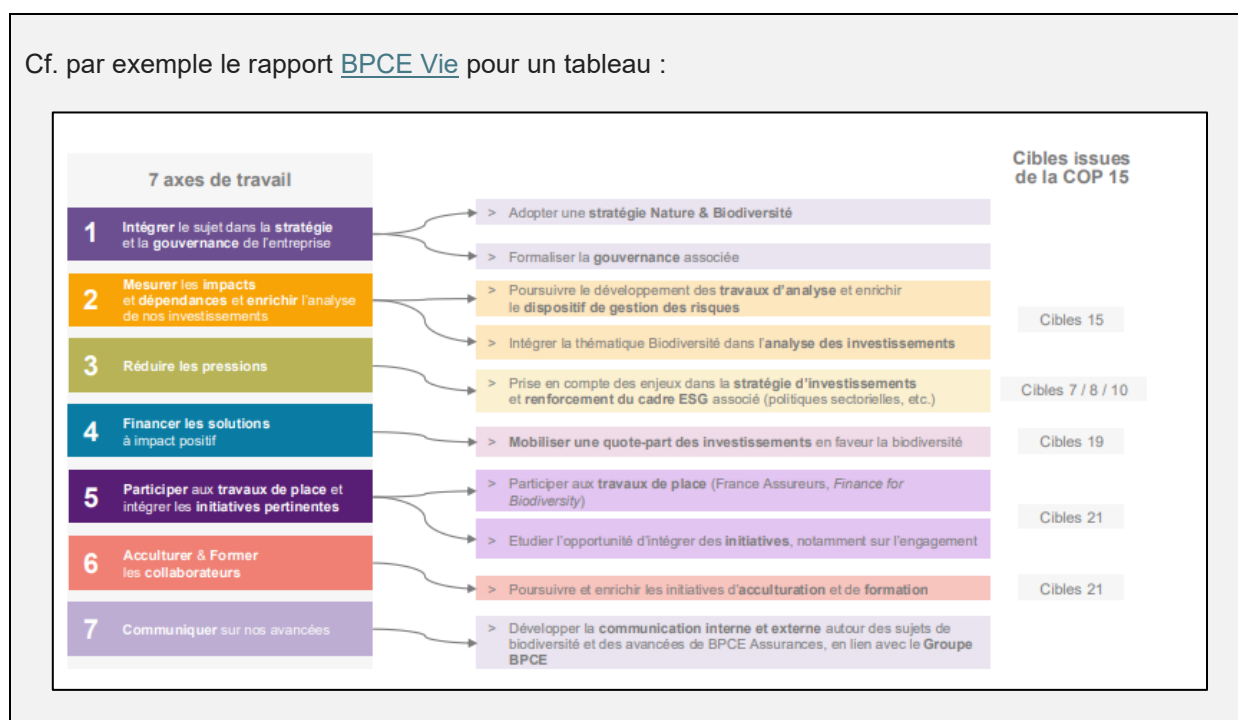 Cf. par exemple le rapport BPCE Vie pour un tableau :
7 axes de travail
Cibles issues
de la COP 15
1
Intégrer le sujet dans la stratégie
et la gouvernance de l'entreprise
> Adopter une stratégie Nature & Biodiversité
> Formaliser la gouvernance associée
2
Mesurer les impacts
et dépendances et enrichir l'analyse
de nos investissements
> Poursuivre le développement des travaux d'analyse et enrichir
le dispositif de gestion des risques
> Intégrer la thématique Biodiversité dans l'analyse des investissements
Cibles 15
3
Réduire les pressions
> Prise en compte des enjeux dans la stratégie d'investissements
et renforcement du cadre ESG associé (politiques sectorielles, etc.)
Cibles 7 / 8 / 10
4
Financer les solutions
à impact positif
> Mobiliser une quote-part des investissements en faveur la biodiversité
Cibles 19
5
Participer aux travaux de place et
intégrer les initiatives pertinentes
> Participer aux travaux de place (France Assureurs, Finance for
Biodiversity)
> Etudier l'opportunité d'intégrer des initiatives, notamment sur l'engagement
Cibles 21
6
Acculturer & Former
les collaborateurs
> Poursuivre et enrichir les initiatives d'acculturation et de formation
Cibles 21
7
Communiquer sur nos avancées
> Développer la communication interne et externe autour des sujets de
biodiversité et des avancées de BPCE Assurances, en lien avec le Groupe
BPCE